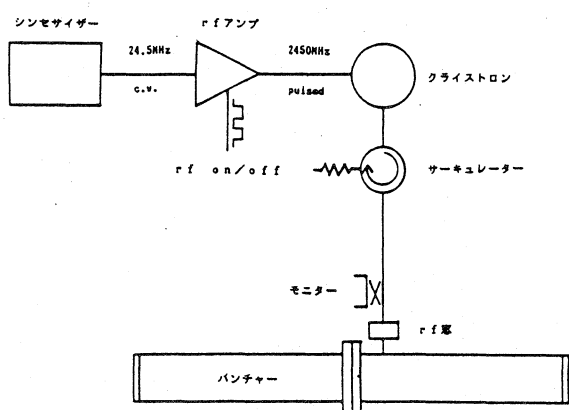 シンセサイザー
rfアンプ
24.5MHz
2450MHz
c.w.
pulsed
クライストロン
rf on/off
サーキュレーター
モニター
rf窓
バンチャー